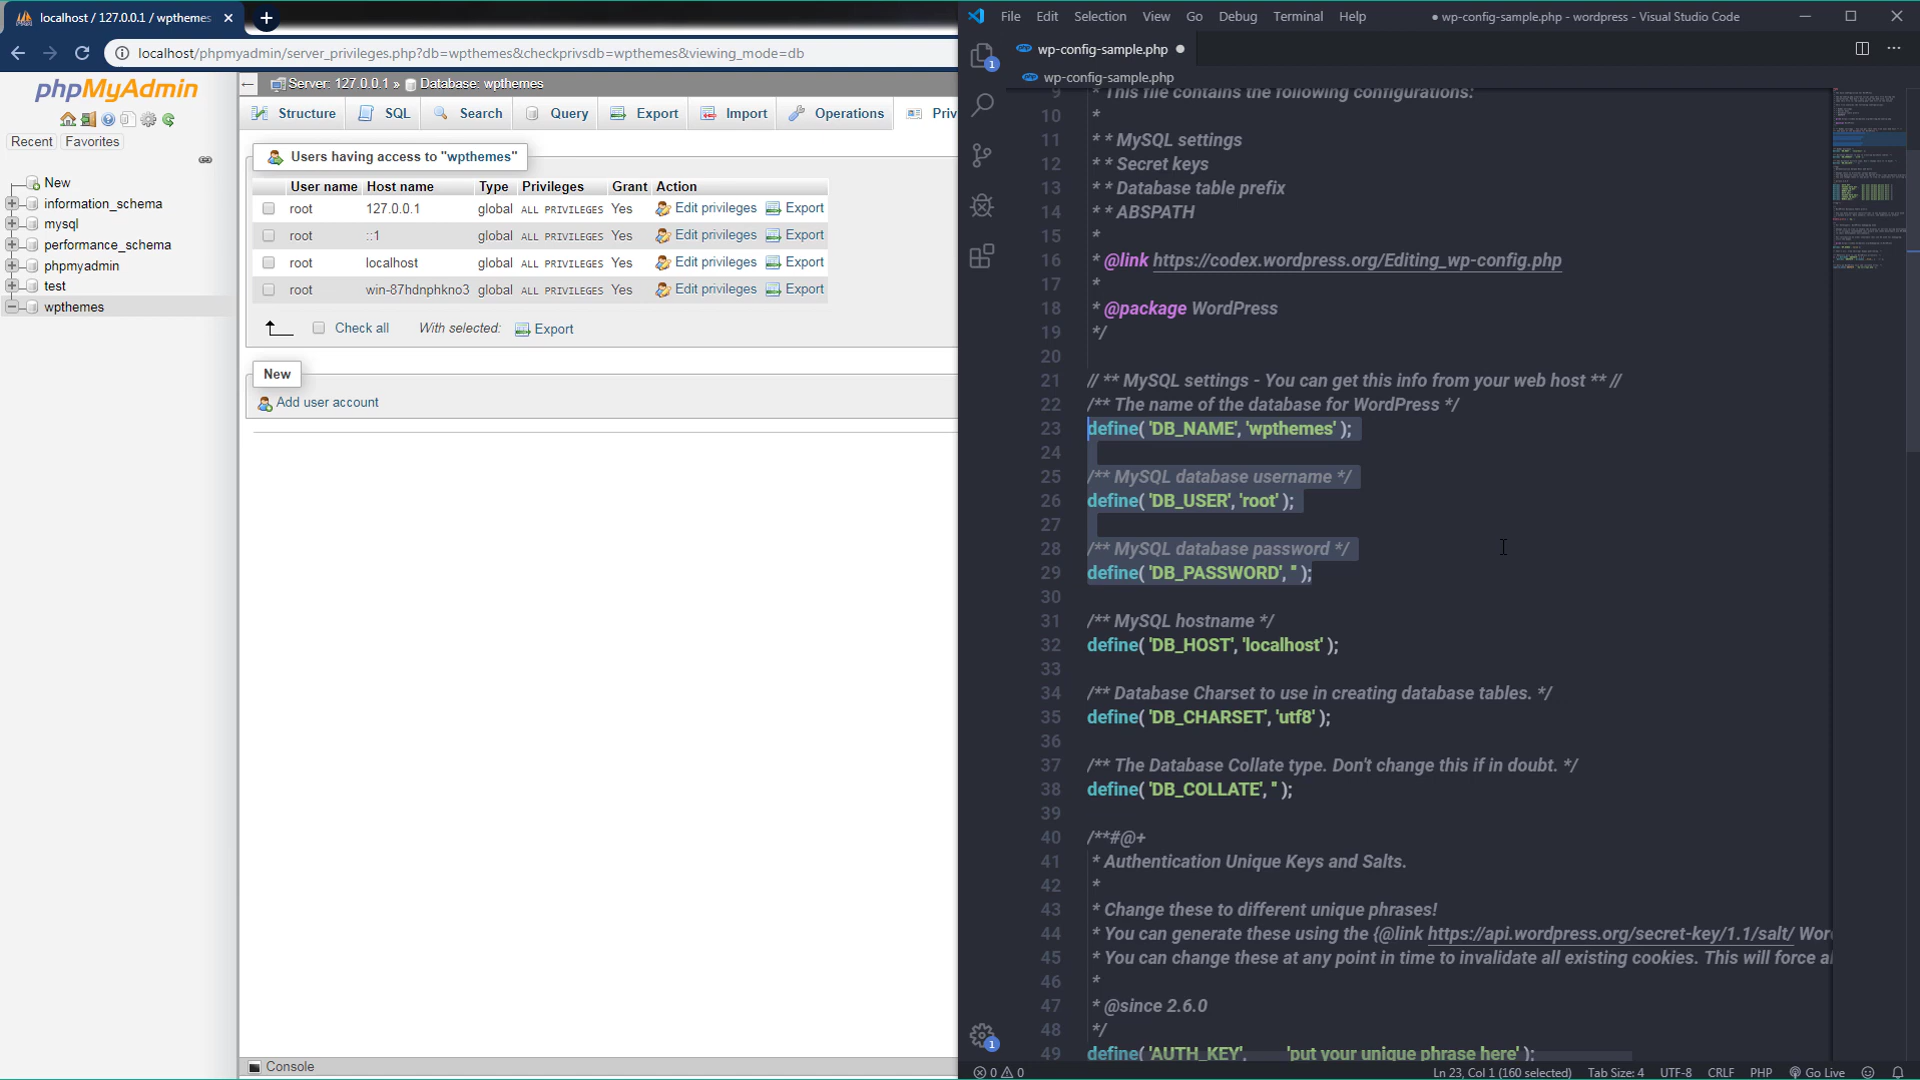 localhost / 127.0.0.1 / wpthemes
localhost/phpmyadmin/server_privileges.php?db=wpthemes&checkprivsdb=wpthemes&viewing_mode=db
phpMyAdmin
Recent Favorites
New
information_schema
mysql
performance_schema
phpmyadmin
test
wpthemes
Server: 127.0.0.1 » Database: wpthemes
Structure SQL Search Query Export Import Operations Priv
Users having access to "wpthemes"
User name Host name Type Privileges Grant Action
root 127.0.0.1 global ALL PRIVILEGES Yes Edit privileges Export
root ::1 global ALL PRIVILEGES Yes Edit privileges Export
root localhost global ALL PRIVILEGES Yes Edit privileges Export
root win-87hdnphkno3 global ALL PRIVILEGES Yes Edit privileges Export
Check all With selected: Export
New
Add user account
Console
File Edit Selection View Go Debug Terminal Help ● wp-config-sample.php - wordpress - Visual Studio Code
wp-config-sample.php
wp-config-sample.php
1
9 * This file contains the following configurations:
10 *
11 * * MySQL settings
12 * * Secret keys
13 * * Database table prefix
14 * * ABSPATH
15 *
16 * @link https://codex.wordpress.org/Editing_wp-config.php
17 *
18 * @package WordPress
19 */
20
21 // ** MySQL settings - You can get this info from your web host ** //
22 /** The name of the database for WordPress */
23 define( 'DB_NAME', 'wpthemes' );
24
25 /** MySQL database username */
26 define( 'DB_USER', 'root' );
27
28 /** MySQL database password */
29 define( 'DB_PASSWORD', '' );
30
31 /** MySQL hostname */
32 define( 'DB_HOST', 'localhost' );
33
34 /** Database Charset to use in creating database tables. */
35 define( 'DB_CHARSET', 'utf8' );
36
37 /** The Database Collate type. Don't change this if in doubt. */
38 define( 'DB_COLLATE', '' );
39
40 /**#@+
41 * Authentication Unique Keys and Salts.
42 *
43 * Change these to different unique phrases!
44 * You can generate these using the {@link https://api.wordpress.org/secret-key/1.1/salt/ Wor
45 * You can change these at any point in time to invalidate all existing cookies. This will force a
46 *
47 * @since 2.6.0
48 */
49 define( 'AUTH_KEY', 'put your unique phrase here' );
1
0 0 Ln 23, Col 1 (160 selected) Tab Size: 4 UTF-8 CRLF PHP Go Live